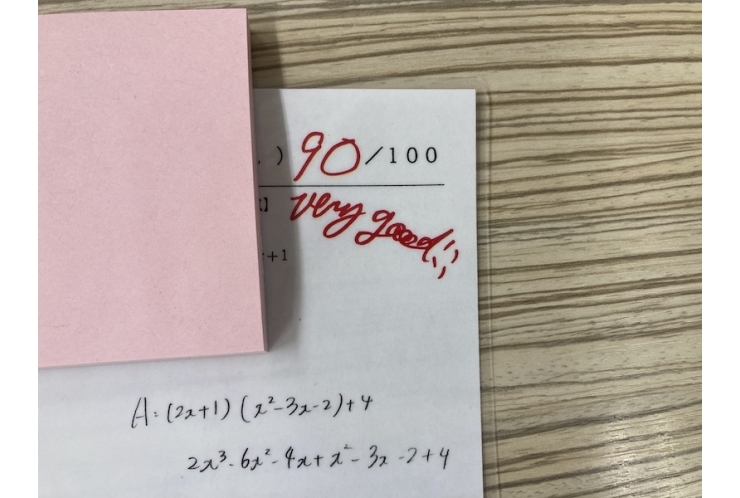 ) 90/100
】 very good!!
+1
A=(2x+1)(x²-3x-2)+4
2x³-6x²-4x+x²-3x-2+4